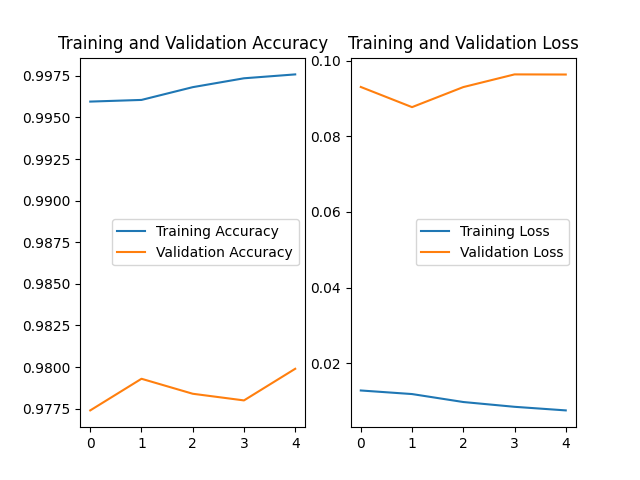 Training and Validation Accuracy
0.9975
0.9950
0.9925
0.9900
0.9875
0.9850
0.9825
0.9800
0.9775
Training Accuracy
Validation Accuracy
0 1 2 3 4
Training and Validation Loss
0.10
0.08
0.06
0.04
0.02
Training Loss
Validation Loss
0 1 2 3 4